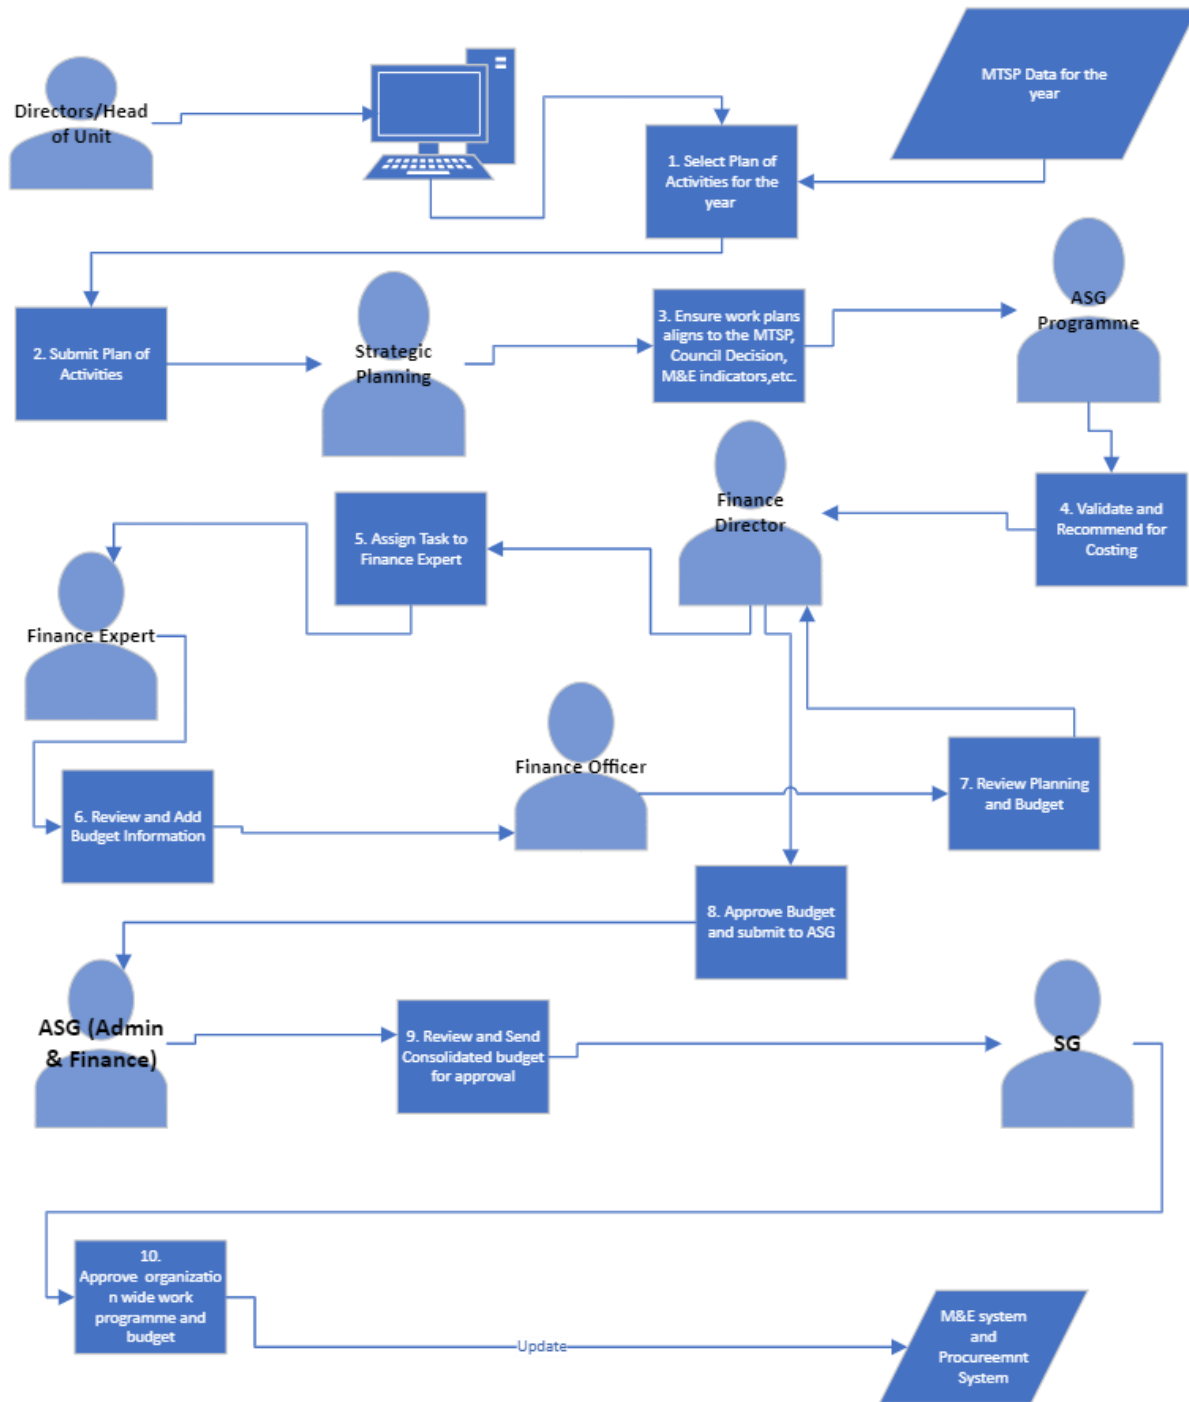 Directors/Head
of Unit
MTSP Data for the
year
1. Select Plan of
Activities for the
year
2. Submit Plan of
Activities
Strategic
Planning
3. Ensure work plans
aligns to the MTSP,
Council Decision,
M&E indicators,etc.
ASG
Programme
4. Validate and
Recommend for
Costing
Finance
Director
5. Assign Task to
Finance Expert
Finance Expert
6. Review and Add
Budget Information
Finance Officer
7. Review Planning
and Budget
8. Approve Budget
and submit to ASG
ASG (Admin
& Finance)
9. Review and Send
Consolidated budget
for approval
SG
10.
Approve organizatio
n wide work
programme and
budget
Update
M&E system
and
Procureemnt
System